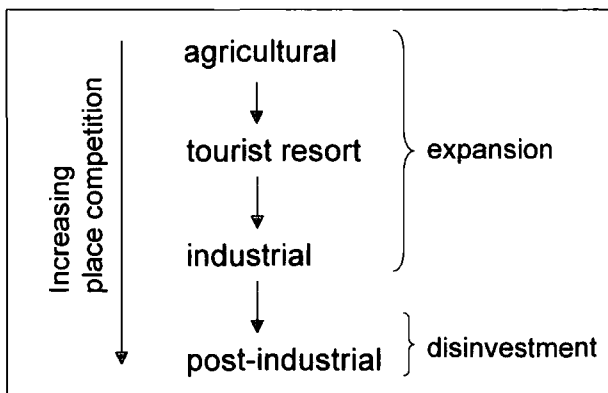 Increasing
place competition
agricultural
tourist resort
industrial
post-industrial
expansion
disinvestment